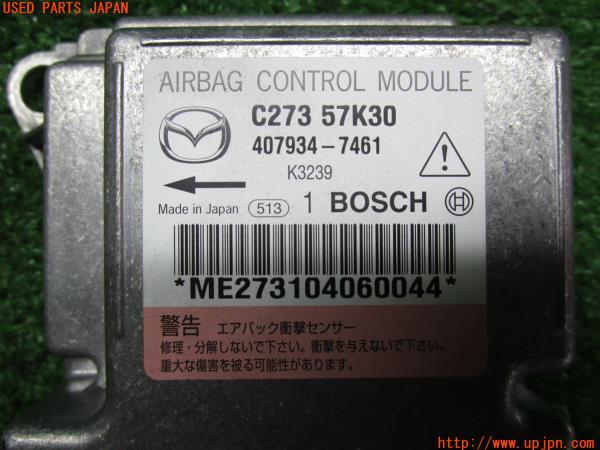 USED PARTS JAPAN
AIRBAG CONTROL MODULE
C273 57K30
407934-7461
K3239
Made in Japan 513 1 BOSCH
*ME273104060044*
警告 エアバック衝撃センサー
修理・分解しないで下さい。衝撃を与えないで下さい。
重大な傷害を被る可能性があります。
http://www.upjpn.com/